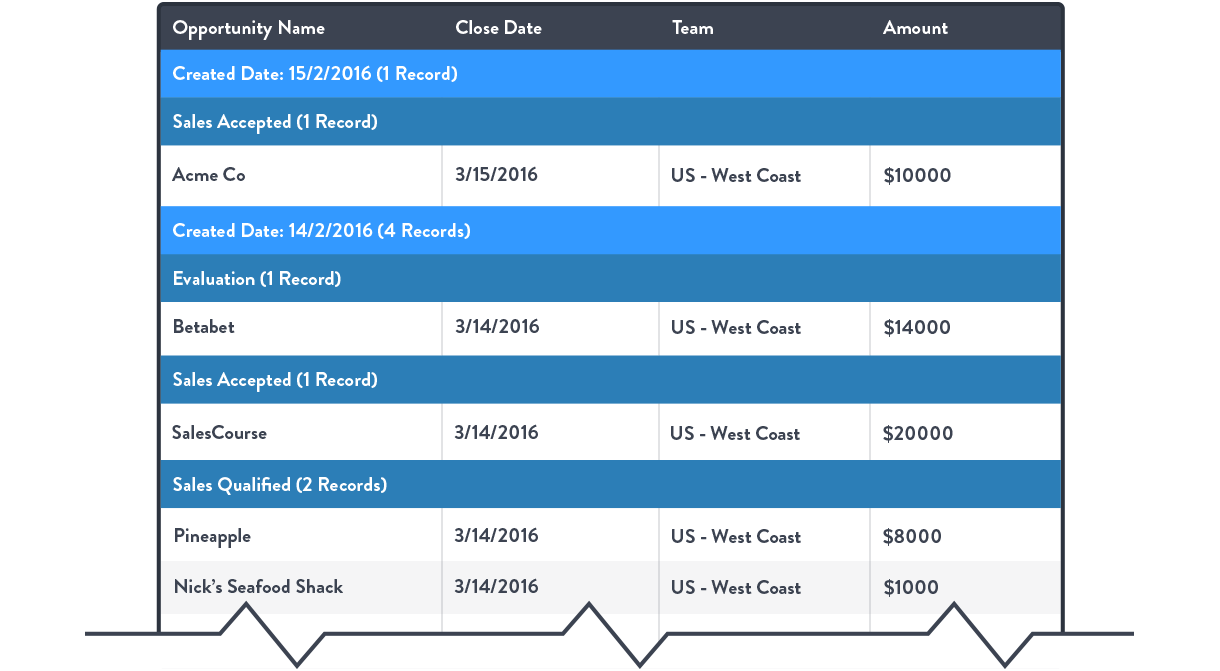 Opportunity Name Close Date Team Amount
Created Date: 15/2/2016 (1 Record)
Sales Accepted (1 Record)
Acme Co 3/15/2016 US - West Coast $10000
Created Date: 14/2/2016 (4 Records)
Evaluation (1 Record)
Betabet 3/14/2016 US - West Coast $14000
Sales Accepted (1 Record)
SalesCourse 3/14/2016 US - West Coast $20000
Sales Qualified (2 Records)
Pineapple 3/14/2016 US - West Coast $8000
Nick’s Seafood Shack 3/14/2016 US - West Coast $1000